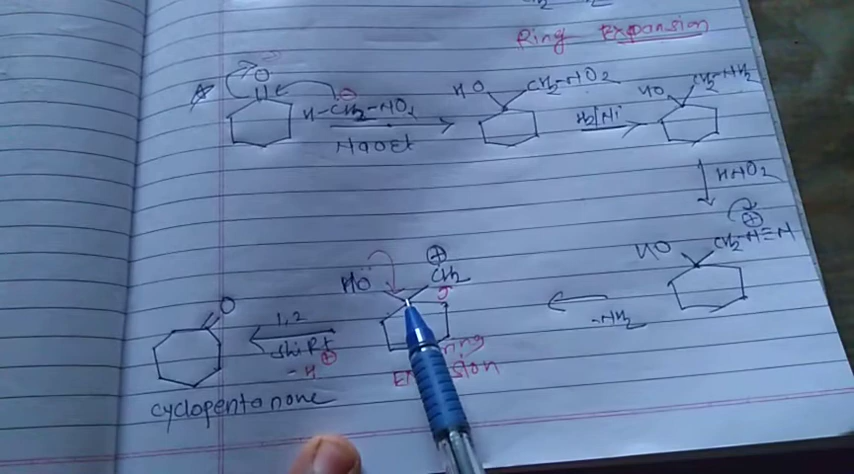 Ring Expansion
O
H-CH2-NO2
NaOEt
HO CH2-NO2
H2/Ni
HO CH2-NH2
HNO2
HO CH2-N≡N
-NH2
HO CH2
ring
1,2
shift
-H
O
cyclopentanone